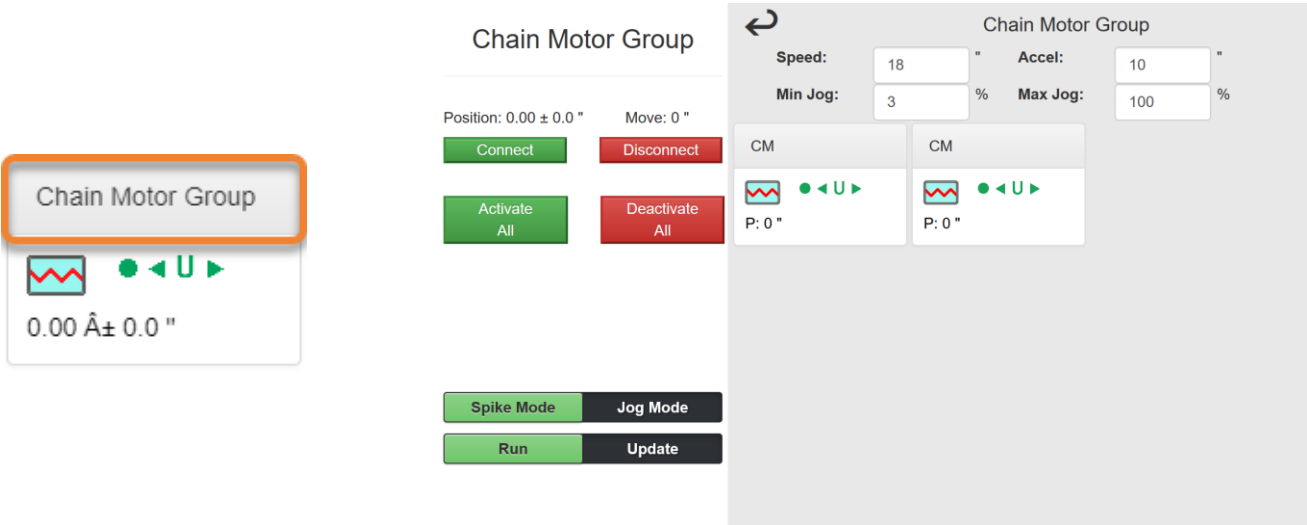 Chain Motor Group
U
0.00 Â± 0.0 "
Chain Motor Group
Position: 0.00 ± 0.0 " Move: 0 "
Connect Disconnect
Activate All Deactivate All
Spike Mode Jog Mode
Run Update
Chain Motor Group
Speed: 18 " Accel: 10 "
Min Jog: 3 % Max Jog: 100 %
CM CM
U U
P: 0 " P: 0 "